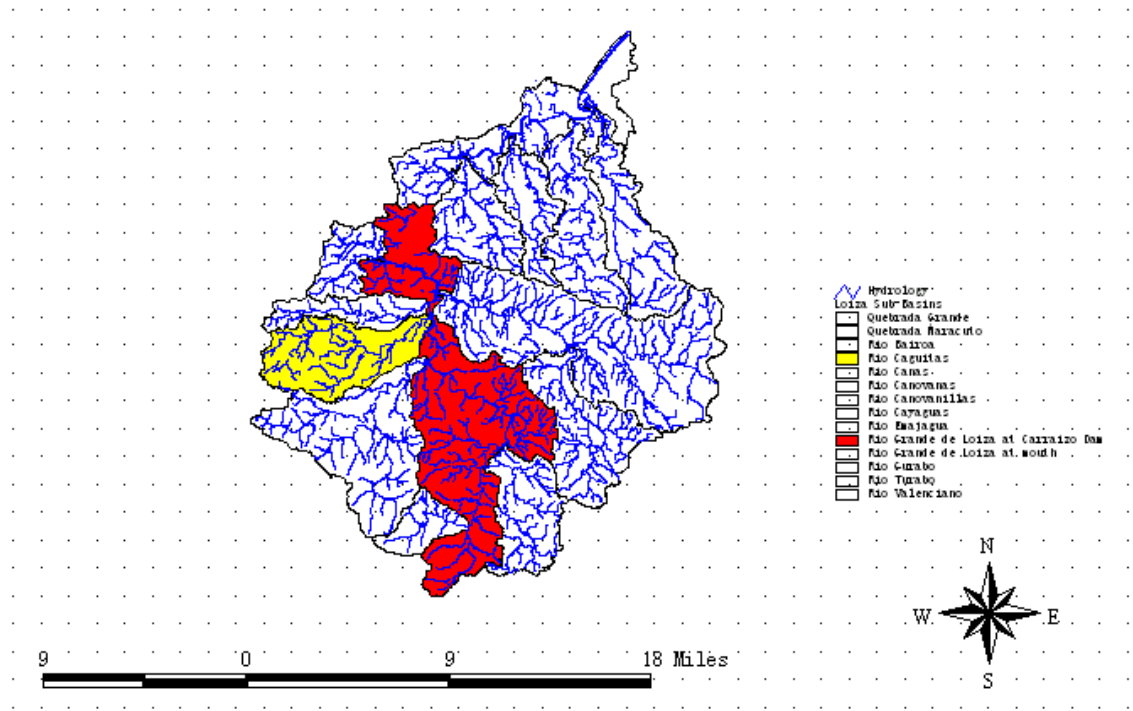 Hydrology
Loiza Sub-Basins
Quebrada Grande
Quebrada Maracuto
Rio Bairoa
Rio Caguitas
Rio Canas
Rio Canovanas
Rio Canovanillas
Rio Cayaguas
Rio Emajagua
Rio Grande de Loiza at Carraizo Dam
Rio Grande de Loiza at mouth
Rio Gurabo
Rio Turabo
Rio Valenciano
N
W E
S
9 0 9 18 Miles